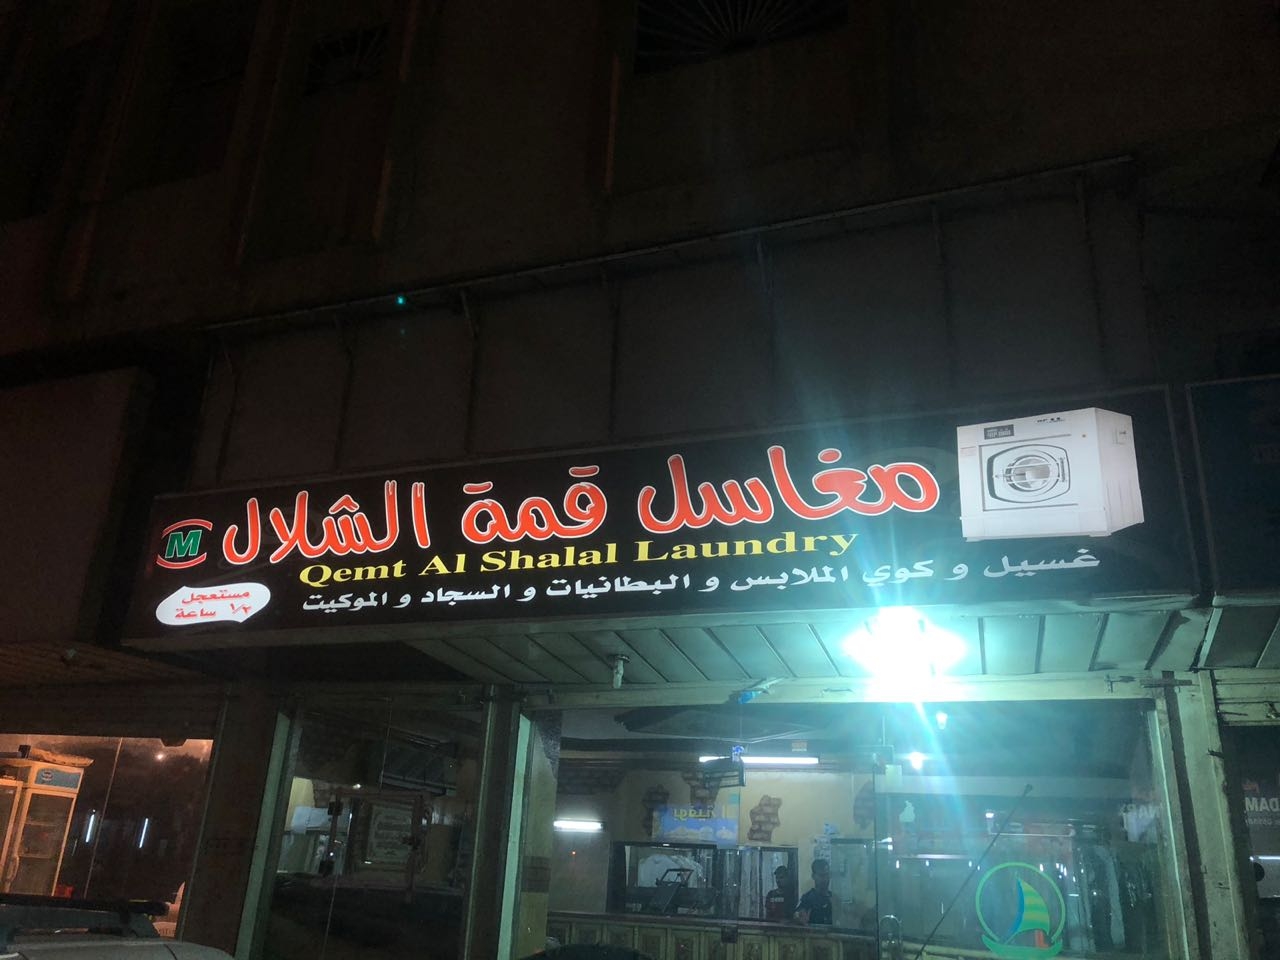 مغاسل قمة الشلال
M
Qemt Al Shalal Laundry
غسيل و كوي الملابس و البطانيات و السجاد و الموكيت
مستعجل
١/٢ ساعة